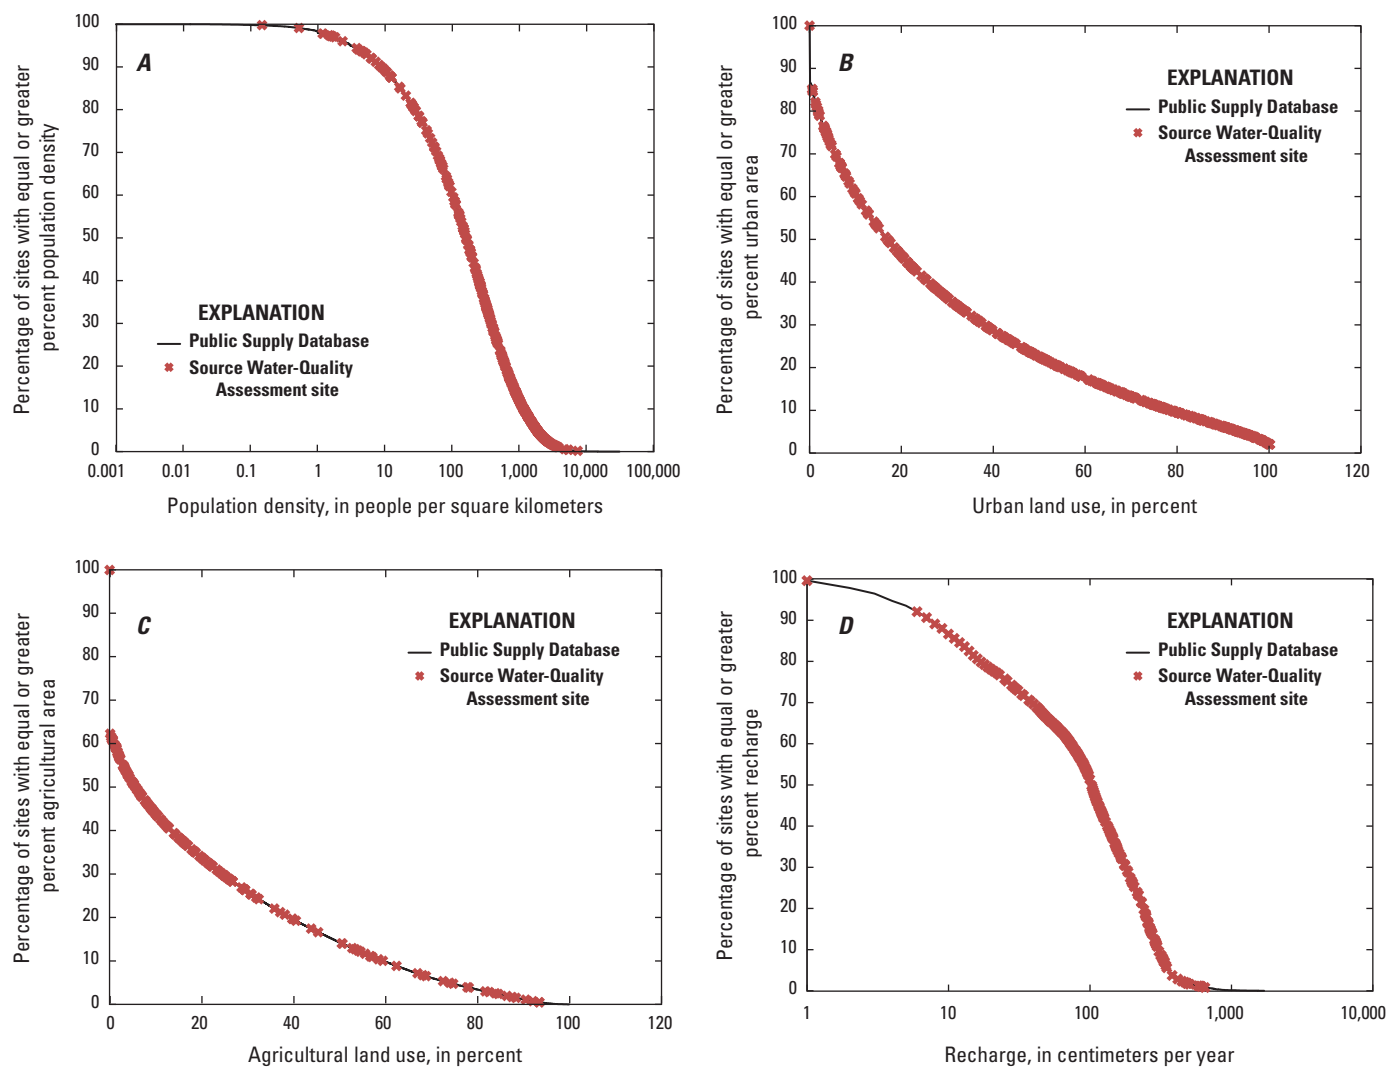 A
Percentage of sites with equal or greater
percent population density
100
90
80
70
60
50
40
30
20
10
0
EXPLANATION
Public Supply Database
Source Water-Quality
Assessment site
0.001 0.01 0.1 1 10 100 1,000 10,000 100,000
Population density, in people per square kilometers
B
Percentage of sites with equal or greater
percent urban area
100
90
80
70
60
50
40
30
20
10
0
EXPLANATION
Public Supply Database
Source Water-Quality
Assessment site
0 20 40 60 80 100 120
Urban land use, in percent
C
Percentage of sites with equal or greater
percent agricultural area
100
90
80
70
60
50
40
30
20
10
0
EXPLANATION
Public Supply Database
Source Water-Quality
Assessment site
0 20 40 60 80 100 120
Agricultural land use, in percent
D
Percentage of sites with equal or greater
percent recharge
100
90
80
70
60
50
40
30
20
10
0
EXPLANATION
Public Supply Database
Source Water-Quality
Assessment site
1 10 100 1,000 10,000
Recharge, in centimeters per year